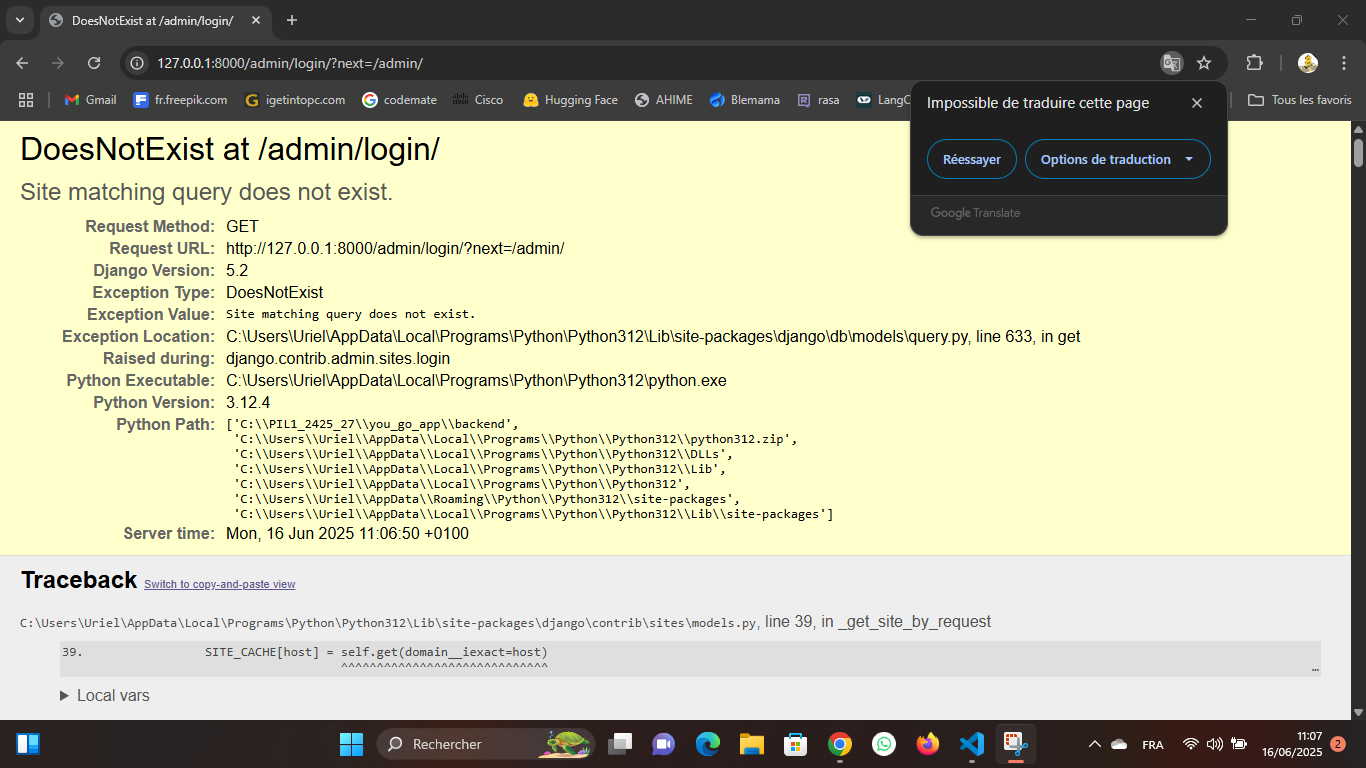 DoesNotExist at /admin/login/
127.0.0.1:8000/admin/login/?next=/admin/
Gmail
fr.freepik.com
igetintopc.com
codemate
Cisco
Hugging Face
AHIME
Blemama
rasa
LangC
Tous les favoris
Impossible de traduire cette page
Réessayer
Options de traduction
Google Translate
DoesNotExist at /admin/login/
Site matching query does not exist.
Request Method: GET
Request URL: http://127.0.0.1:8000/admin/login/?next=/admin/
Django Version: 5.2
Exception Type: DoesNotExist
Exception Value: Site matching query does not exist.
Exception Location: C:\Users\Uriel\AppData\Local\Programs\Python\Python312\Lib\site-packages\django\db\models\query.py, line 633, in get
Raised during: django.contrib.admin.sites.login
Python Executable: C:\Users\Uriel\AppData\Local\Programs\Python\Python312\python.exe
Python Version: 3.12.4
Python Path: ['C:\\PIL1_2425_27\\you_go_app\\backend',
'C:\\Users\\Uriel\\AppData\\Local\\Programs\\Python\\Python312\\python312.zip',
'C:\\Users\\Uriel\\AppData\\Local\\Programs\\Python\\Python312\\DLLs',
'C:\\Users\\Uriel\\AppData\\Local\\Programs\\Python\\Python312\\Lib',
'C:\\Users\\Uriel\\AppData\\Local\\Programs\\Python\\Python312',
'C:\\Users\\Uriel\\AppData\\Roaming\\Python\\Python312\\site-packages',
'C:\\Users\\Uriel\\AppData\\Local\\Programs\\Python\\Python312\\Lib\\site-packages']
Server time: Mon, 16 Jun 2025 11:06:50 +0100
Traceback Switch to copy-and-paste view
C:\Users\Uriel\AppData\Local\Programs\Python\Python312\Lib\site-packages\django\contrib\sites\models.py, line 39, in _get_site_by_request
39. SITE_CACHE[host] = self.get(domain__iexact=host)
^^^^^^^^^^^^^^^^^^^^^^^^^^^^^ …
Local vars
Rechercher
FRA
11:07
16/06/2025
2